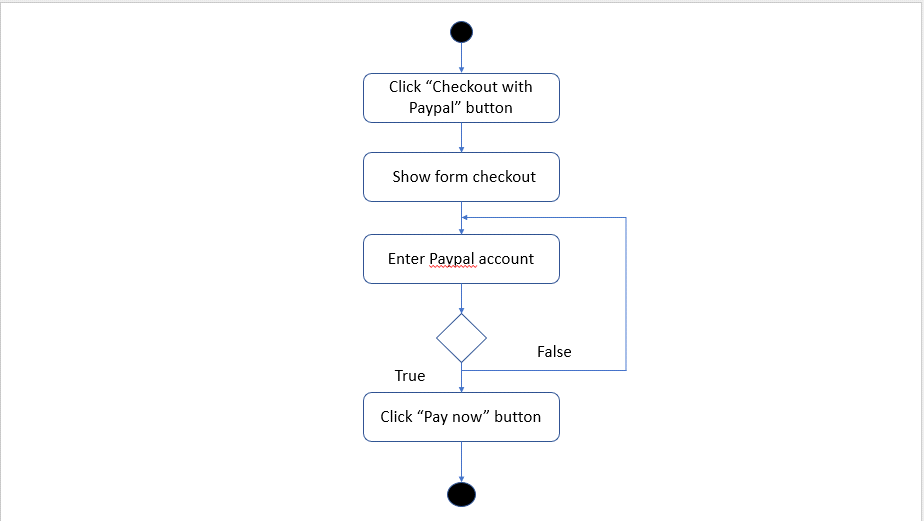 Click “Checkout with
Paypal” button
Show form checkout
Enter Paypal account
False
True
Click “Pay now” button